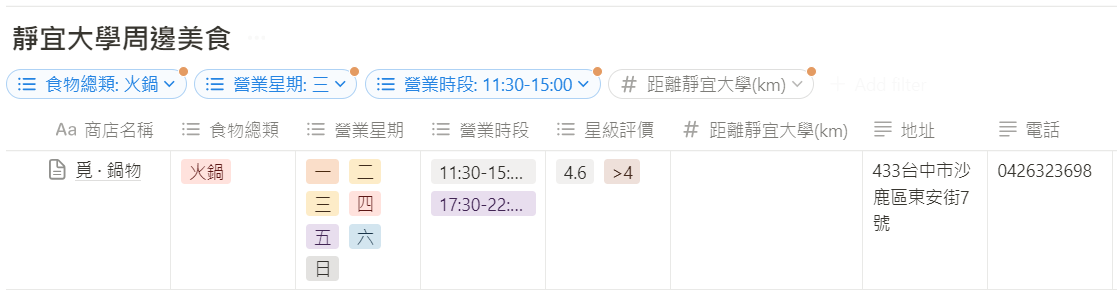 靜宜大學周邊美食
食物總類: 火鍋 營業星期: 三 營業時段: 11:30-15:00 # 距離靜宜大學(km) + Add filter
Aa 商店名稱 食物總類 營業星期 營業時段 星級評價 # 距離靜宜大學(km) 地址 電話
覓·鍋物 火鍋 一 二 11:30-15:... 4.6 >4 433台中市沙 0426323698
三 四 17:30-22:... 鹿區東安街7
五 六 號
日